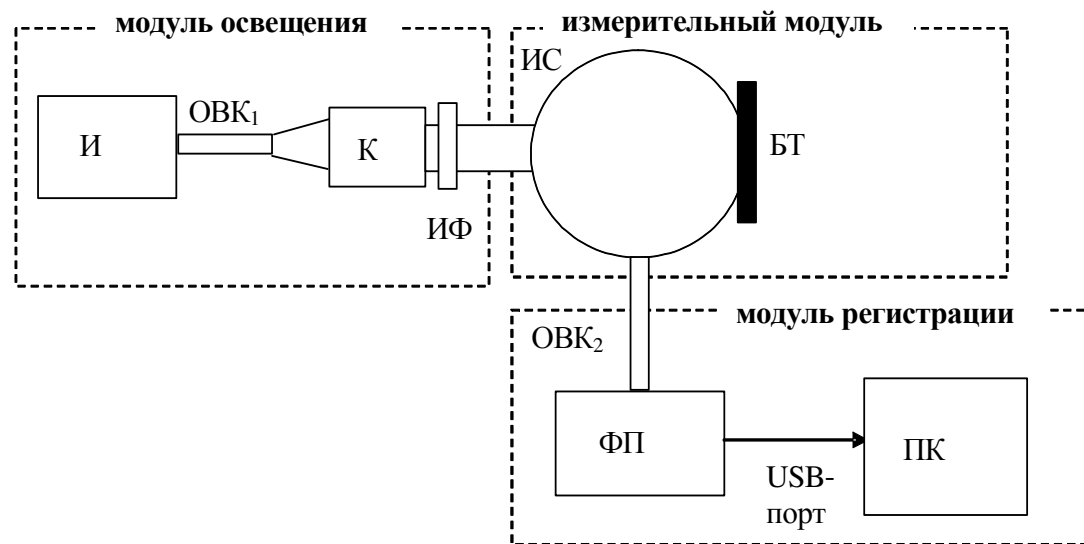 модуль освещения
измерительный модуль
ИС
ОВК1
И
К
БТ
ИФ
модуль регистрации
ОВК2
ФП
ПК
USB-
порт